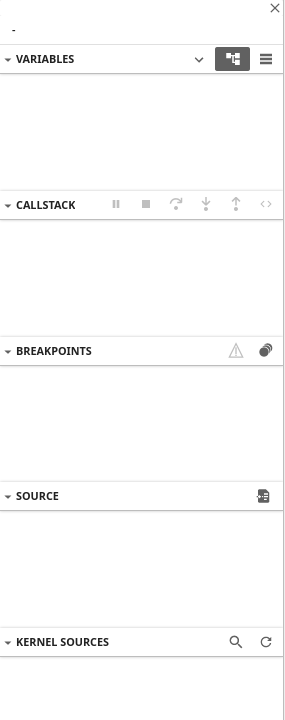 -
VARIABLES
CALLSTACK
BREAKPOINTS
SOURCE
KERNEL SOURCES